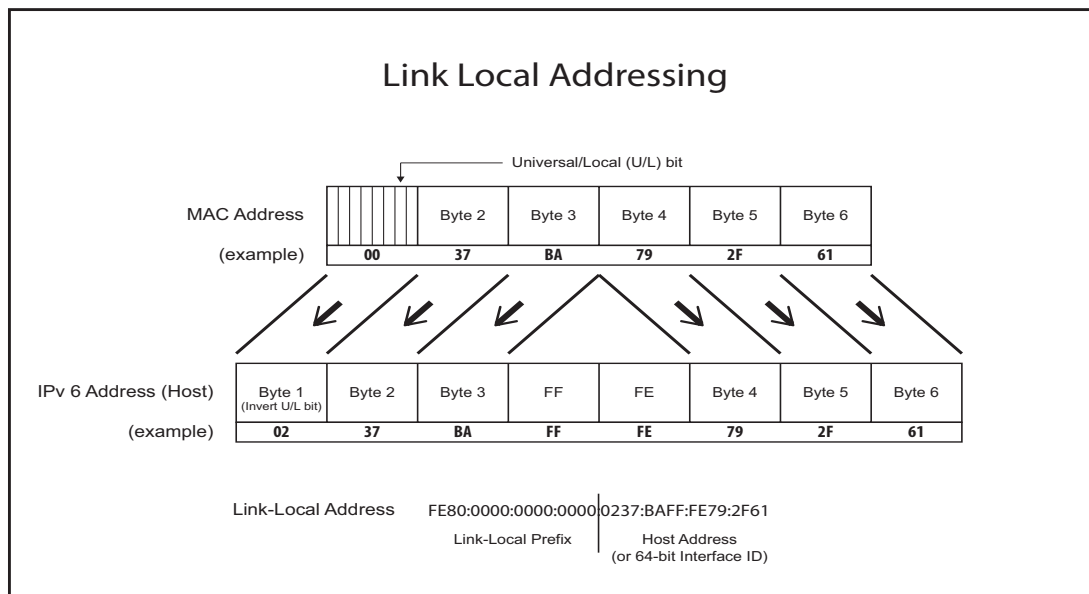 Link Local Addressing
Universal/Local (U/L) bit
MAC Address Byte 2 Byte 3 Byte 4 Byte 5 Byte 6
(example) 00 37 BA 79 2F 61
IPv 6 Address (Host) Byte 1 Byte 2 Byte 3 FF FE Byte 4 Byte 5 Byte 6
(Invert U/L bit)
(example) 02 37 BA FF FE 79 2F 61
Link-Local Address FE80:0000:0000:0000:0237:BAFF:FE79:2F61
Link-Local Prefix Host Address
(or 64-bit Interface ID)